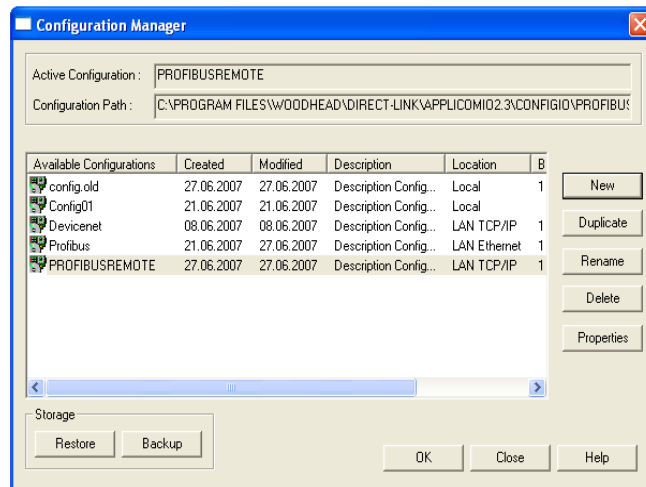 Configuration Manager
Active Configuration : PROFIBUSREMOTE
Configuration Path : C:\PROGRAM FILES\WOODHEAD\DIRECT-LINK\APPLICOMIO2.3\CONFIGIO\PROFIBUS
Available Configurations Created Modified Description Location B
config.old 27.06.2007 27.06.2007 Description Config... Local 1
Config01 21.06.2007 21.06.2007 Description Config... Local
Devicenet 08.06.2007 08.06.2007 Description Config... LAN TCP/IP 1
Profibus 21.06.2007 27.06.2007 Description Config... LAN Ethernet 1
PROFIBUSREMOTE 27.06.2007 27.06.2007 Description Config... LAN TCP/IP 1
New
Duplicate
Rename
Delete
Properties
Storage
Restore Backup
OK Close Help